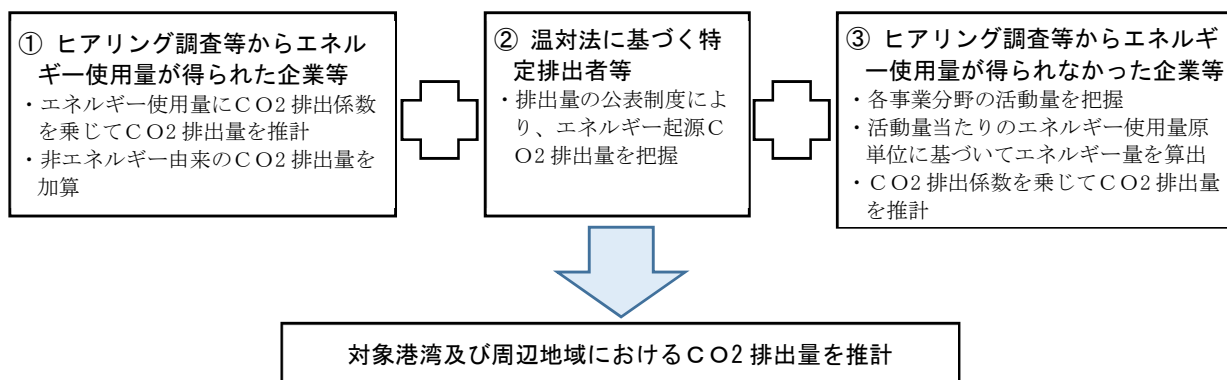 ① ヒアリング調査等からエネル
ギー使用量が得られた企業等
・エネルギー使用量にCO2排出係数
を乗じてCO2排出量を推計
・非エネルギー由来のCO2排出量を
加算
② 温対法に基づく特
定排出者等
・排出量の公表制度によ
り、エネルギー起源C
O2排出量を把握
③ ヒアリング調査等からエネルギ
ー使用量が得られなかった企業等
・各事業分野の活動量を把握
・活動量当たりのエネルギー使用量原
単位に基づいてエネルギー量を算出
・CO2排出係数を乗じてCO2排出量
を推計
対象港湾及び周辺地域におけるCO2排出量を推計